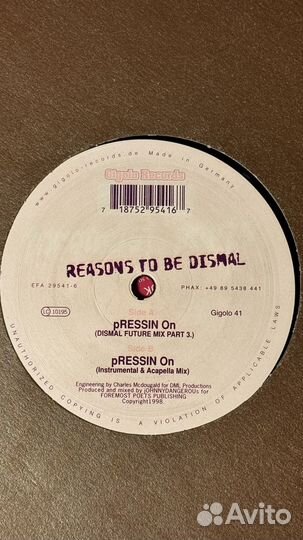 www.gigolo-records.de Made in Germany
Gigolo Records
7 18752 95416 7
REASONS TO BE DISMAL
EFA 29541-6
PHAX: +49 89 5438 441
LC 10195
Side A
Gigolo 41
pRESSIN On
(DISMAL FUTURE MIX PART 3.)
Side B
pRESSIN On
(Instrumental & Acapella Mix)
Engineering by Charles Mcdougald for DML Productions
Produced and mixed by jOHNNYDANGEROUs for
FOREMOST POETS PUBLISHING
Copyright1998.
UNAUTHORIZED COPYING IS A VIOLATION OF APPLICABLE LAWS
Avito